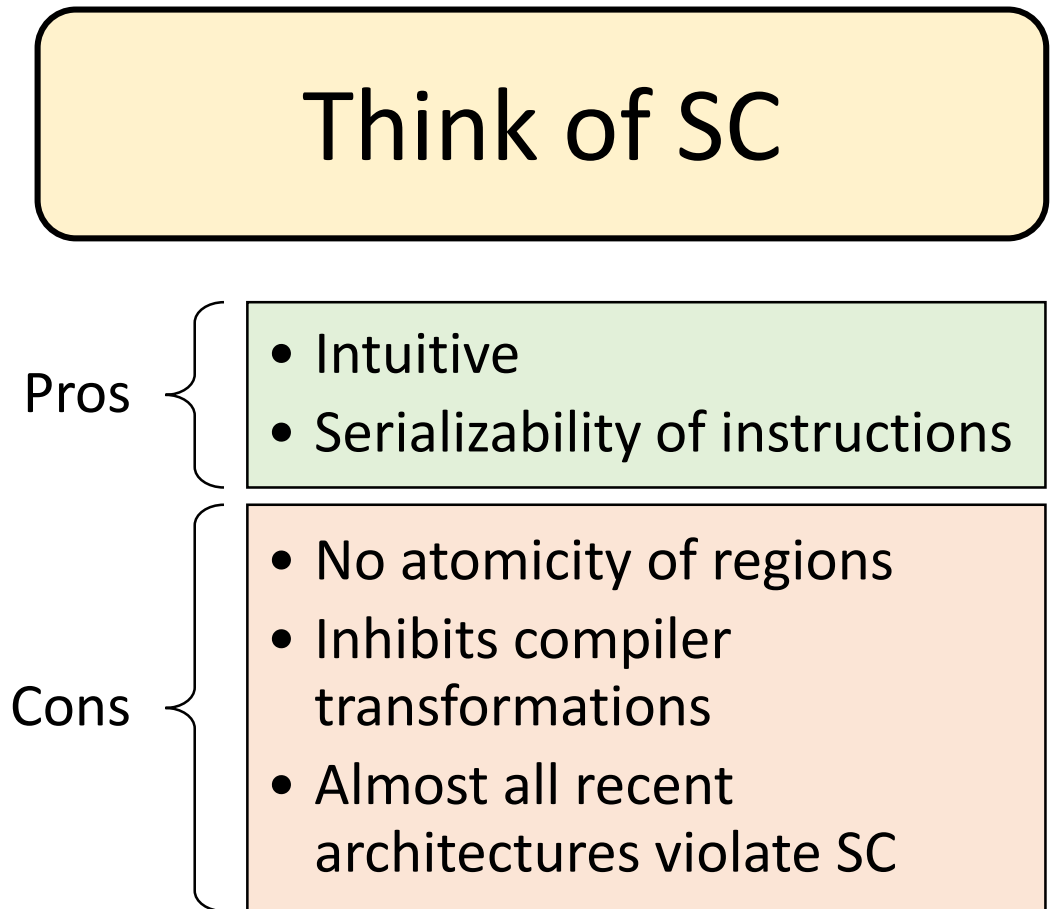 Think of SC
Pros
• Intuitive
• Serializability of instructions
Cons
• No atomicity of regions
• Inhibits compiler
transformations
• Almost all recent
architectures violate SC